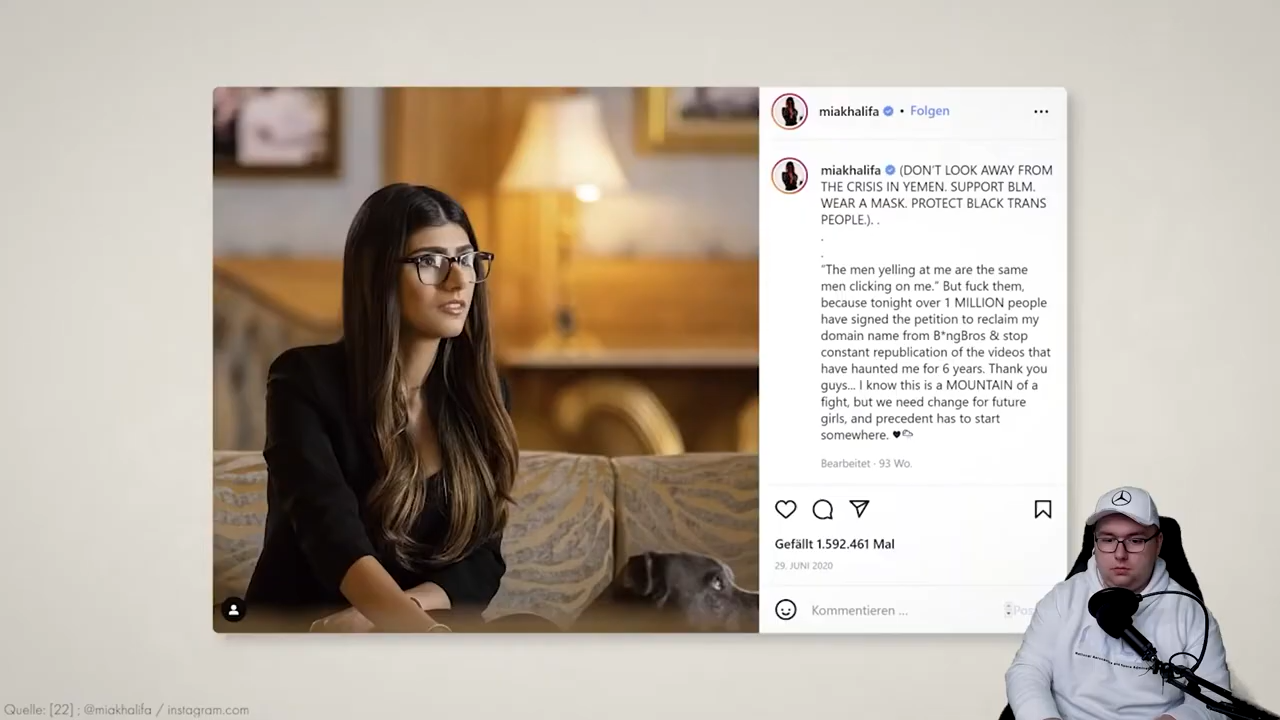 miakhalifa • Folgen
miakhalifa (DON'T LOOK AWAY FROM
THE CRISIS IN YEMEN. SUPPORT BLM.
WEAR A MASK. PROTECT BLACK TRANS
PEOPLE.). .
.
.
"The men yelling at me are the same
men clicking on me." But fuck them,
because tonight over 1 MILLION people
have signed the petition to reclaim my
domain name from B*ngBros & stop
constant republication of the videos that
have haunted me for 6 years. Thank you
guys... I know this is a MOUNTAIN of a
fight, but we need change for future
girls, and precedent has to start
somewhere. 🖤🌥
Bearbeitet · 93 Wo.
Gefällt 1.592.461 Mal
29. JUNI 2020
Kommentieren ...
Quelle: [22] ; @miakhalifa / instagram.com